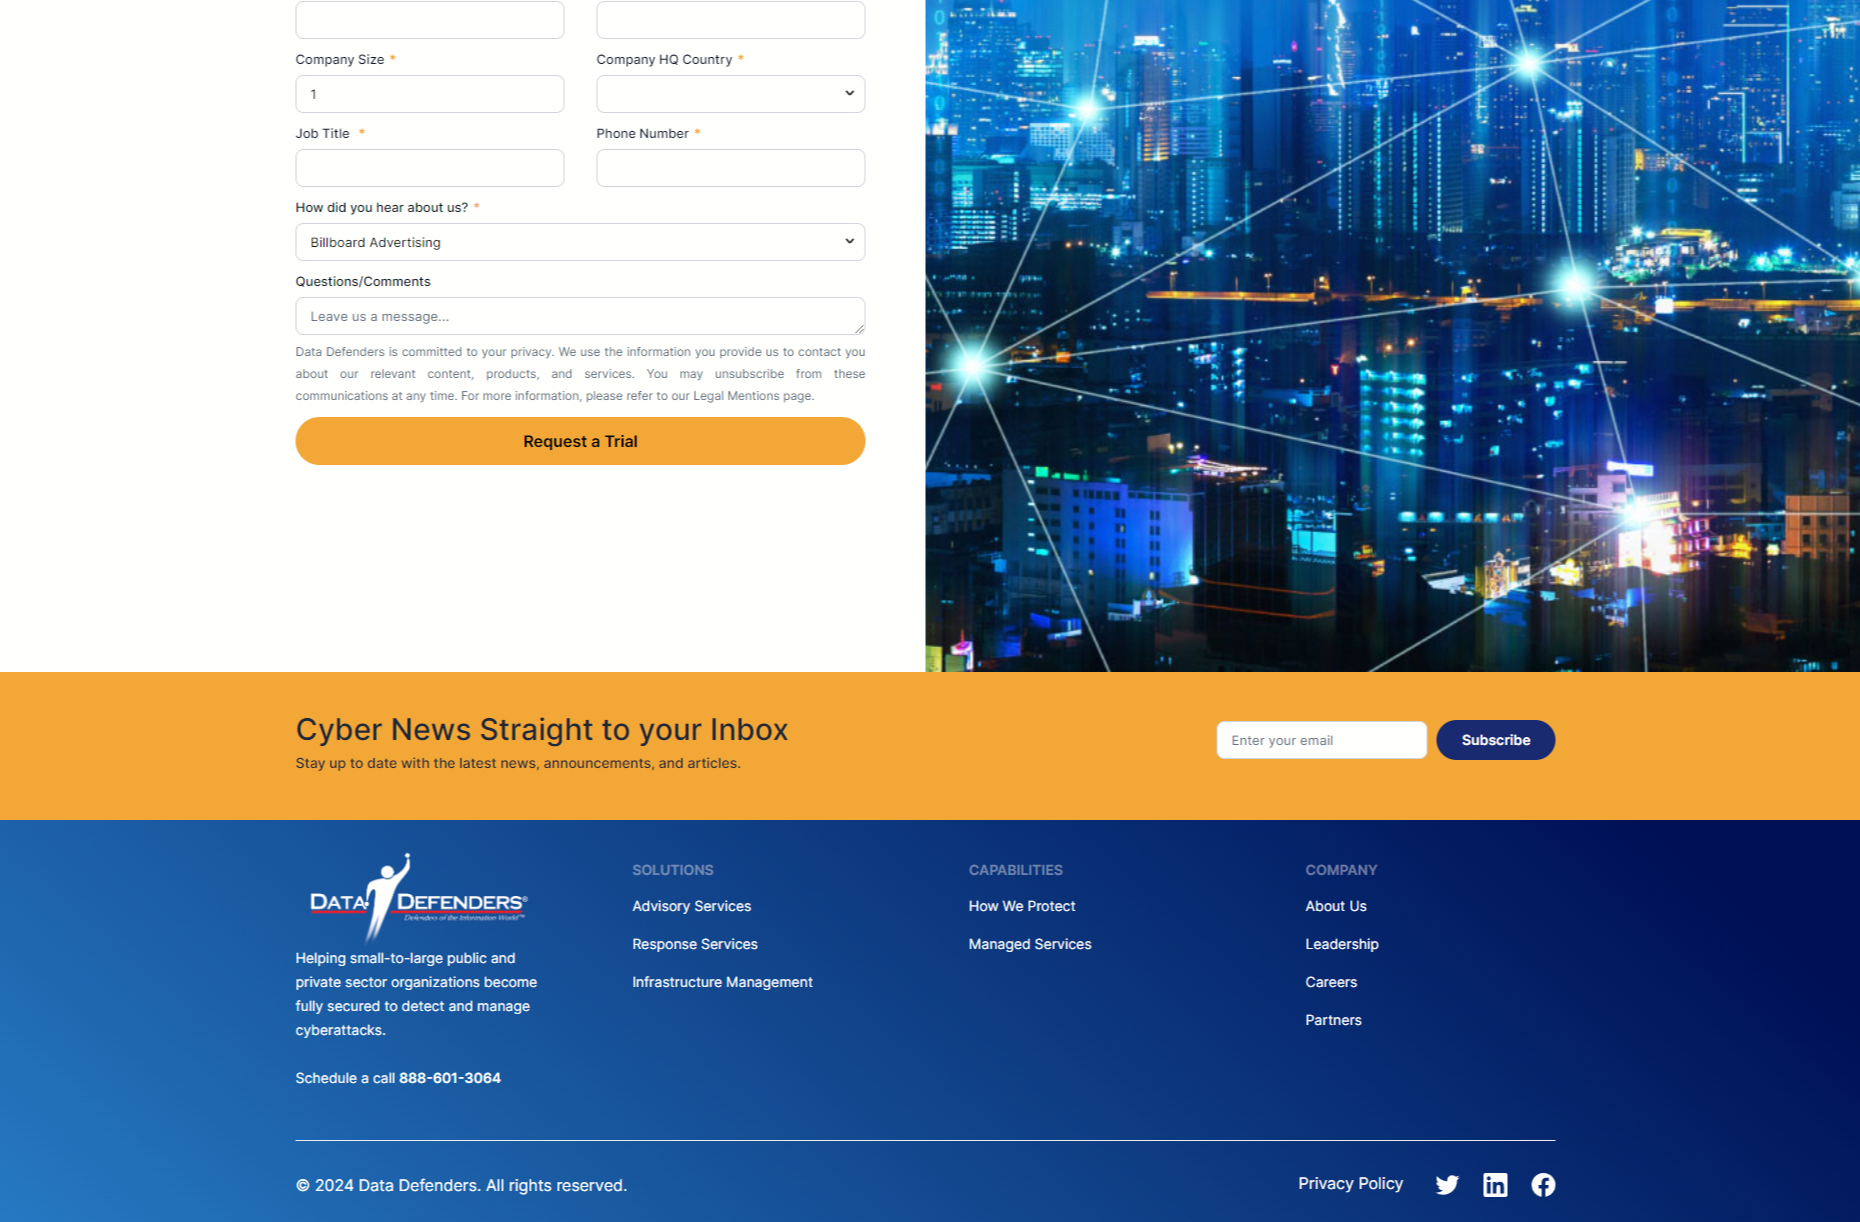 Company Size *
Company HQ Country *
1
Job Title *
Phone Number *
How did you hear about us? *
Billboard Advertising
Questions/Comments
Leave us a message...
Data Defenders is committed to your privacy. We use the information you provide us to contact you
about our relevant content, products, and services. You may unsubscribe from these
communications at any time. For more information, please refer to our Legal Mentions page.
Request a Trial
Cyber News Straight to your Inbox
Stay up to date with the latest news, announcements, and articles.
Enter your email
Subscribe
DATA DEFENDERS®
Defenders of the Information World™
Helping small-to-large public and
private sector organizations become
fully secured to detect and manage
cyberattacks.
Schedule a call 888-601-3064
SOLUTIONS
Advisory Services
Response Services
Infrastructure Management
CAPABILITIES
How We Protect
Managed Services
COMPANY
About Us
Leadership
Careers
Partners
© 2024 Data Defenders. All rights reserved.
Privacy Policy